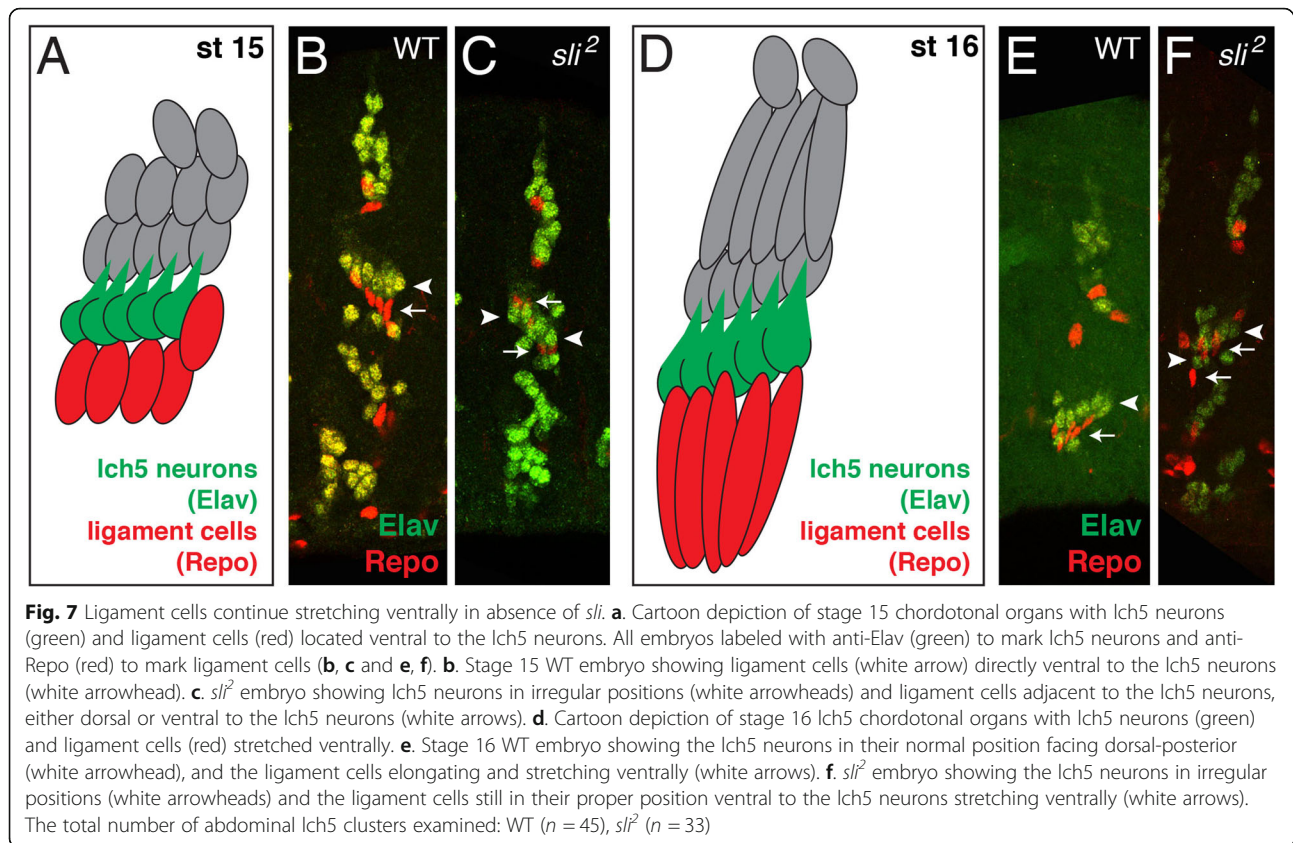 A
st 15
lch5 neurons
(Elav)
ligament cells
(Repo)
B
WT
Elav
Repo
C
sli²
D
st 16
lch5 neurons
(Elav)
ligament cells
(Repo)
E
WT
Elav
Repo
F
sli²
Fig. 7 Ligament cells continue stretching ventrally in absence of sli. a. Cartoon depiction of stage 15 chordotonal organs with lch5 neurons
(green) and ligament cells (red) located ventral to the lch5 neurons. All embryos labeled with anti-Elav (green) to mark lch5 neurons and anti-
Repo (red) to mark ligament cells (b, c and e, f). b. Stage 15 WT embryo showing ligament cells (white arrow) directly ventral to the lch5 neurons
(white arrowhead). c. sli² embryo showing lch5 neurons in irregular positions (white arrowheads) and ligament cells adjacent to the lch5 neurons,
either dorsal or ventral to the lch5 neurons (white arrows). d. Cartoon depiction of stage 16 lch5 chordotonal organs with lch5 neurons (green)
and ligament cells (red) stretched ventrally. e. Stage 16 WT embryo showing the lch5 neurons in their normal position facing dorsal-posterior
(white arrowhead), and the ligament cells elongating and stretching ventrally (white arrows). f. sli² embryo showing the lch5 neurons in irregular
positions (white arrowheads) and the ligament cells still in their proper position ventral to the lch5 neurons stretching ventrally (white arrows).
The total number of abdominal lch5 clusters examined: WT (n = 45), sli² (n = 33)